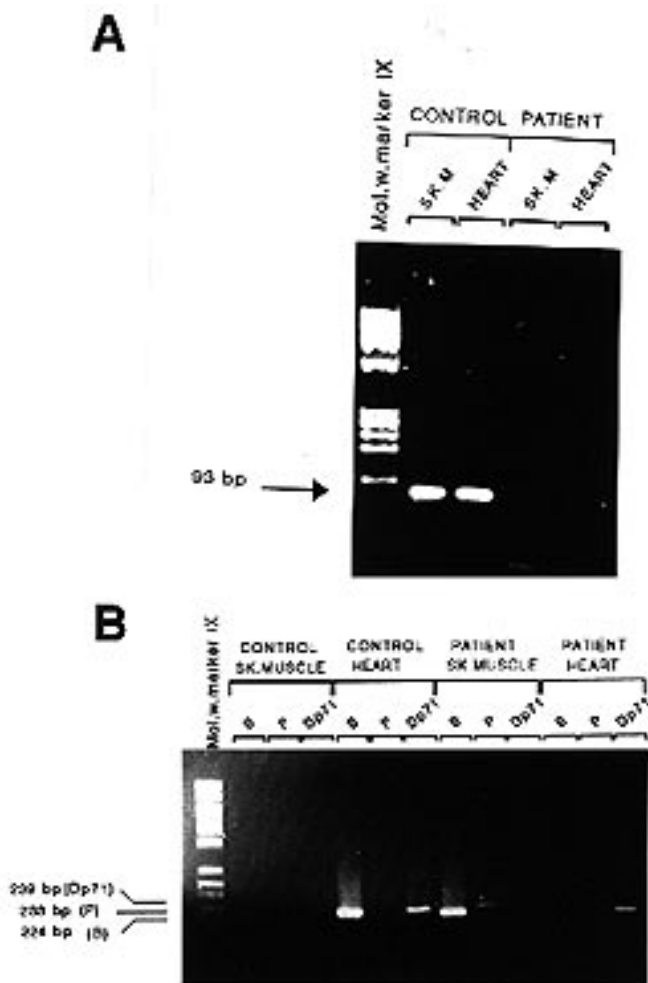 A
Mol.w.marker IX
CONTROL PATIENT
SK.M HEART SK.M HEART
93 bp
B
Mol.w.marker IX
CONTROL SK.MUSCLE
CONTROL HEART
PATIENT SK MUSCLE
PATIENT HEART
B P Dp71 B P Dp71 B P Dp71 B P Dp71
239 bp (Dp71)
bp (P)
224 bp (B)